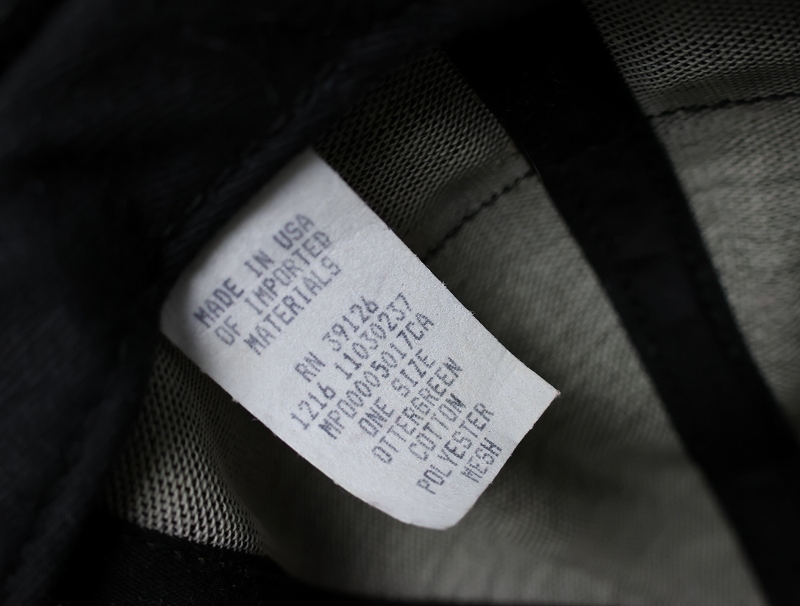 MADE IN USA
OF IMPORTED
MATERIALS
RN 39126
1216 11030237
MP00005017CA
ONE SIZE
OTTERGREEN
COTTON
POLYESTER
MESH